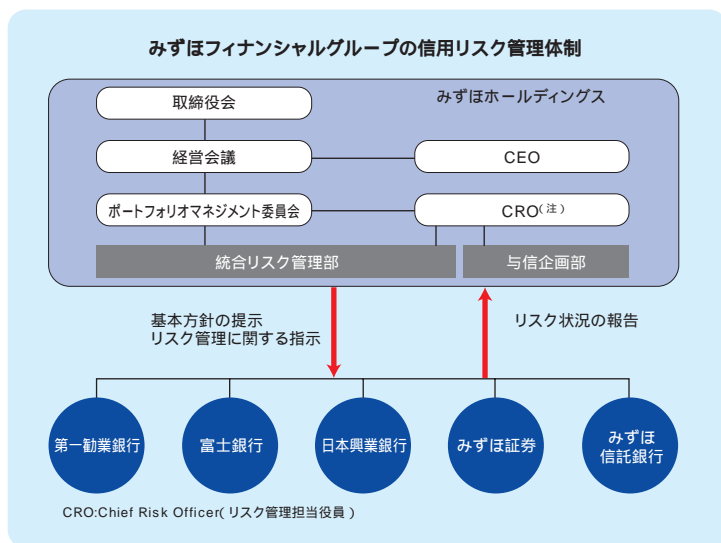 みずほフィナンシャルグループの信用リスク管理体制
みずほホールディングス
取締役会
経営会議
CEO
ポートフォリオマネジメント委員会
CRO(注)
統合リスク管理部
与信企画部
基本方針の提示
リスク管理に関する指示
リスク状況の報告
第一勧業銀行
富士銀行
日本興業銀行
みずほ証券
みずほ
信託銀行
CRO:Chief Risk Officer(リスク管理担当役員)